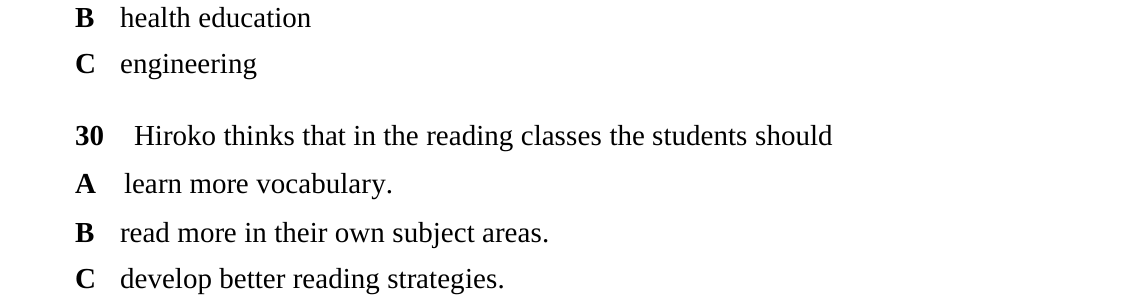 B health education
C engineering
30 Hiroko thinks that in the reading classes the students should
A learn more vocabulary.
B read more in their own subject areas.
C develop better reading strategies.